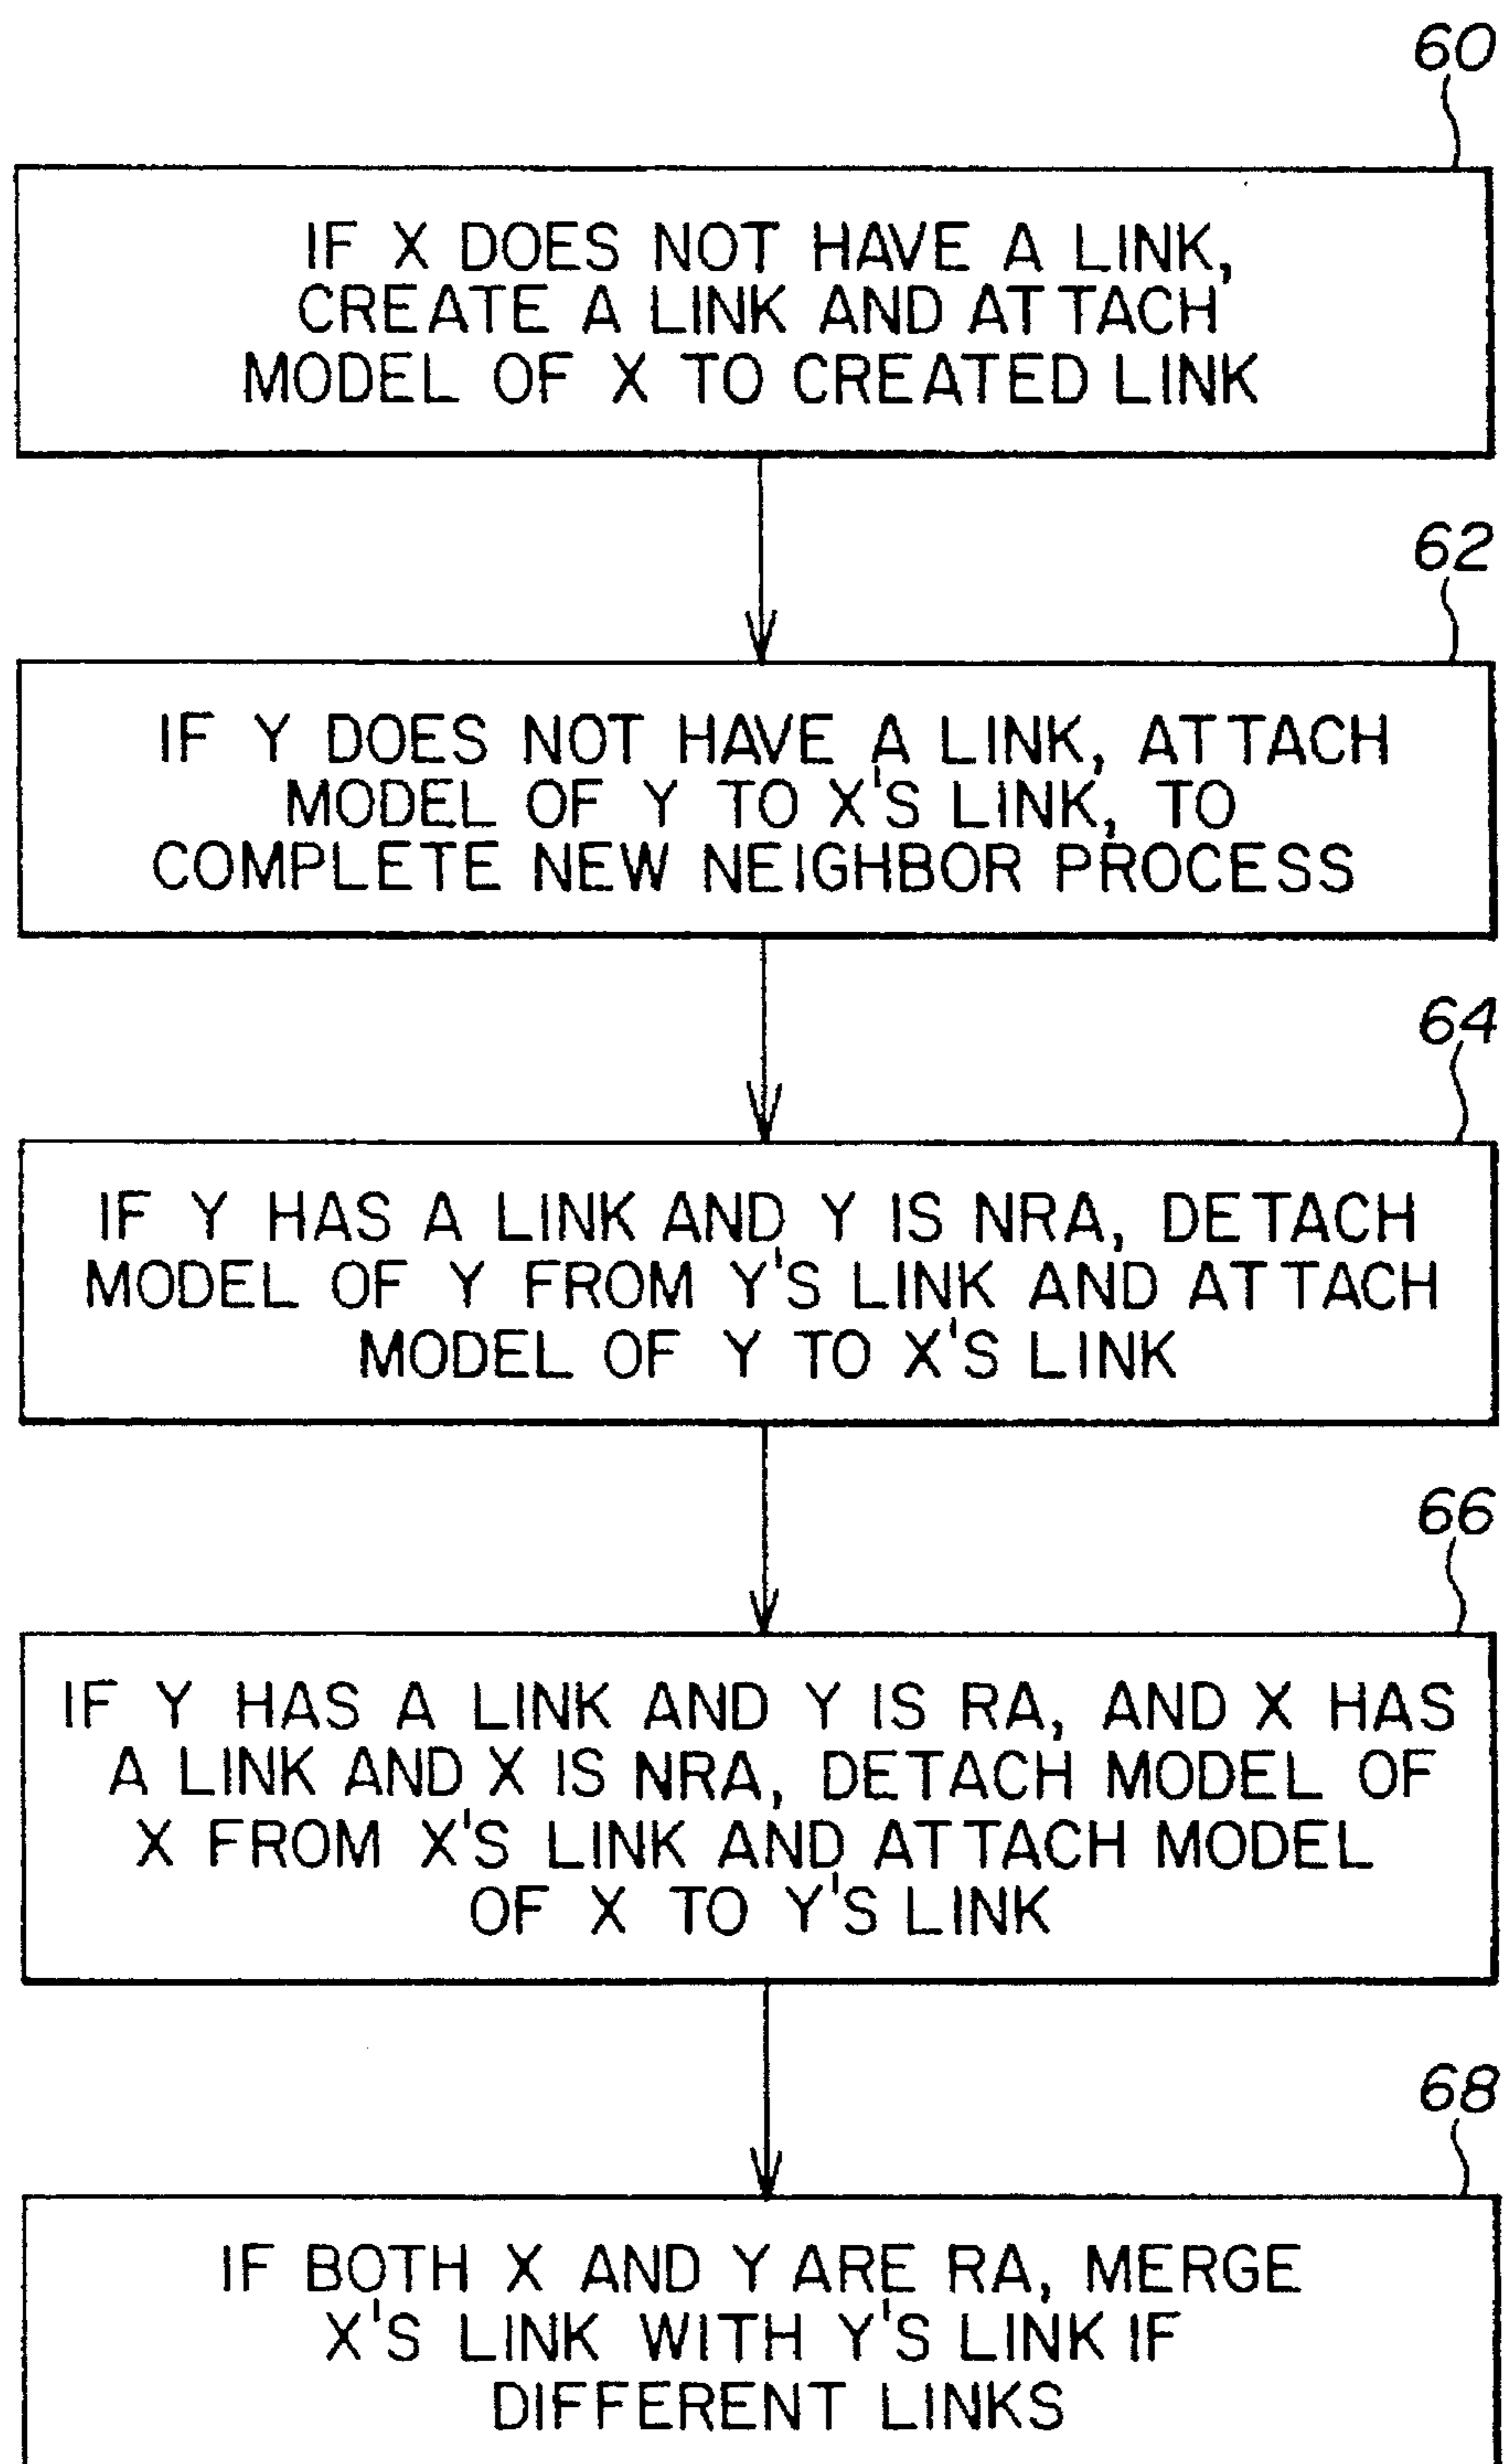 60
IF X DOES NOT HAVE A LINK,
CREATE A LINK AND ATTACH
MODEL OF X TO CREATED LINK
62
IF Y DOES NOT HAVE A LINK, ATTACH
MODEL OF Y TO X'S LINK, TO
COMPLETE NEW NEIGHBOR PROCESS
64
IF Y HAS A LINK AND Y IS NRA, DETACH
MODEL OF Y FROM Y'S LINK AND ATTACH
MODEL OF Y TO X'S LINK
66
IF Y HAS A LINK AND Y IS RA, AND X HAS
A LINK AND X IS NRA, DETACH MODEL OF
X FROM X'S LINK AND ATTACH MODEL
OF X TO Y'S LINK
68
IF BOTH X AND Y ARE RA, MERGE
X'S LINK WITH Y'S LINK IF
DIFFERENT LINKS